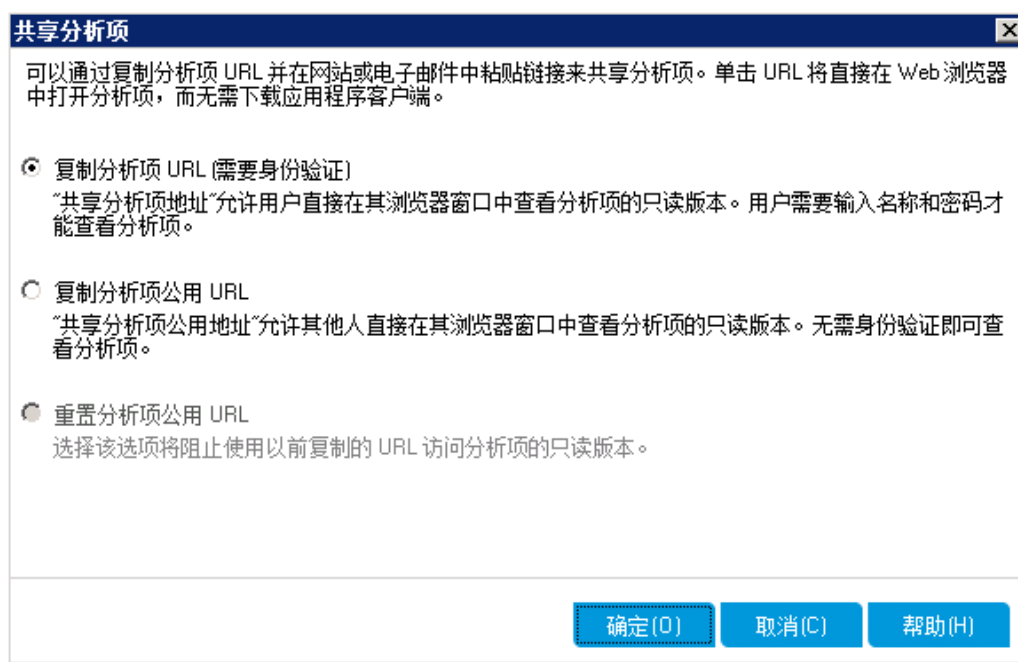 共享分析项
可以通过复制分析项 URL 并在网站或电子邮件中粘贴链接来共享分析项。单击 URL 将直接在 Web 浏览器
中打开分析项，而无需下载应用程序客户端。
复制分析项 URL (需要身份验证)
“共享分析项地址”允许用户直接在其浏览器窗口中查看分析项的只读版本。用户需要输入名称和密码才
能查看分析项。
复制分析项公用 URL
“共享分析项公用地址”允许其他人直接在其浏览器窗口中查看分析项的只读版本。无需身份验证即可查
看分析项。
重置分析项公用 URL
选择该选项将阻止使用以前复制的 URL 访问分析项的只读版本。
确定(O) 取消(C) 帮助(H)